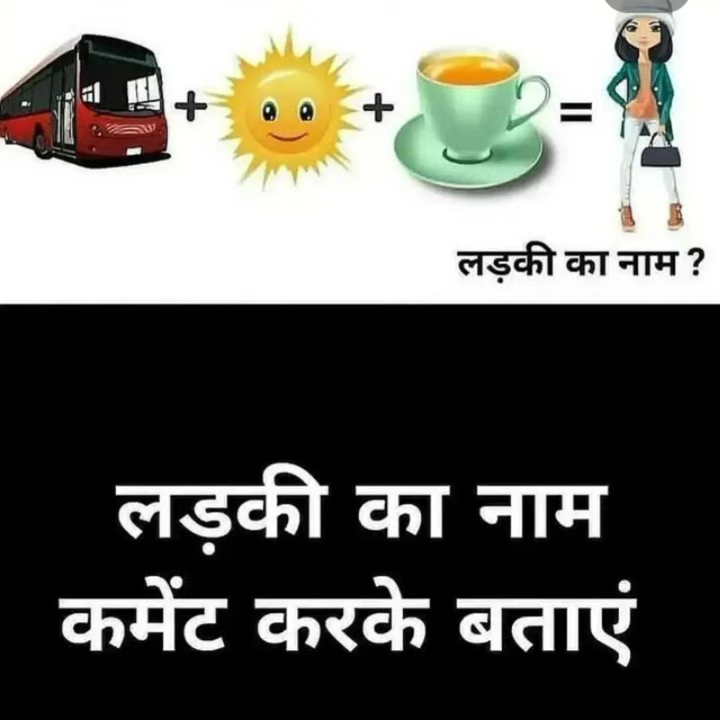 + + =
लड़की का नाम ?
लड़की का नाम
कमेंट करके बताएं